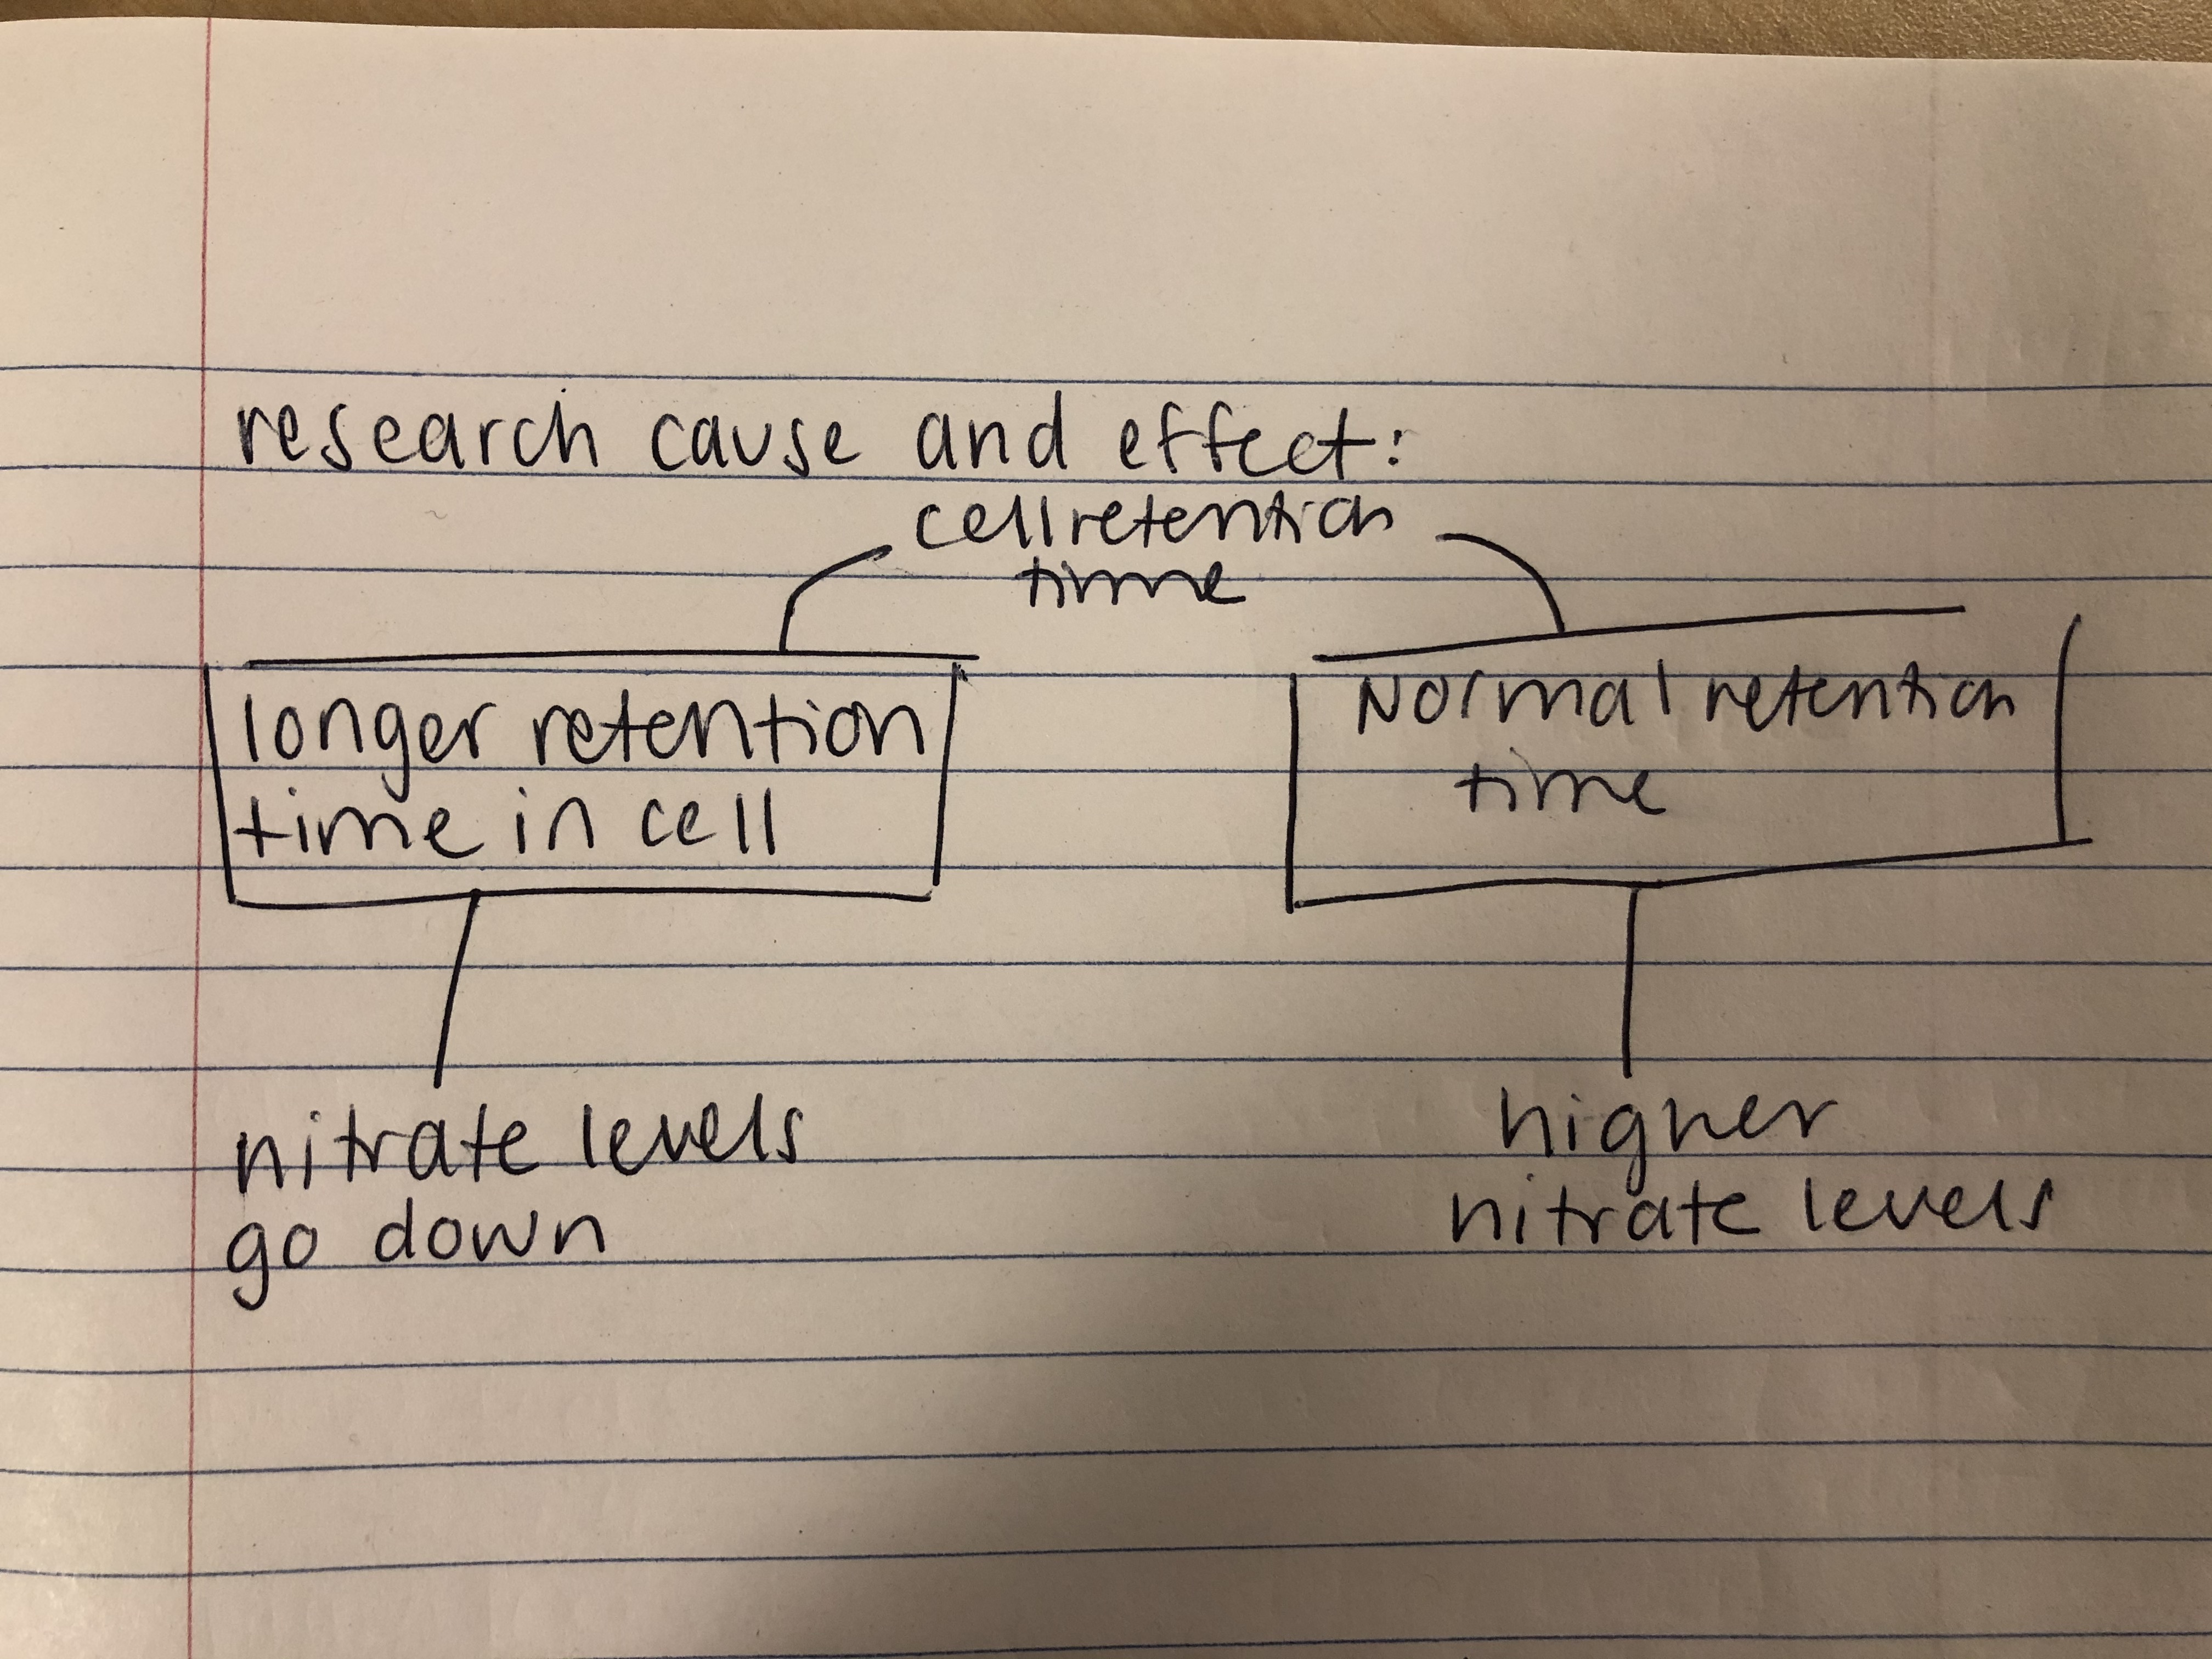 research cause and effect:
cell retention
time
longer retention
time in cell
Normal retention
time
nitrate levels
go down
higher
nitrate levels